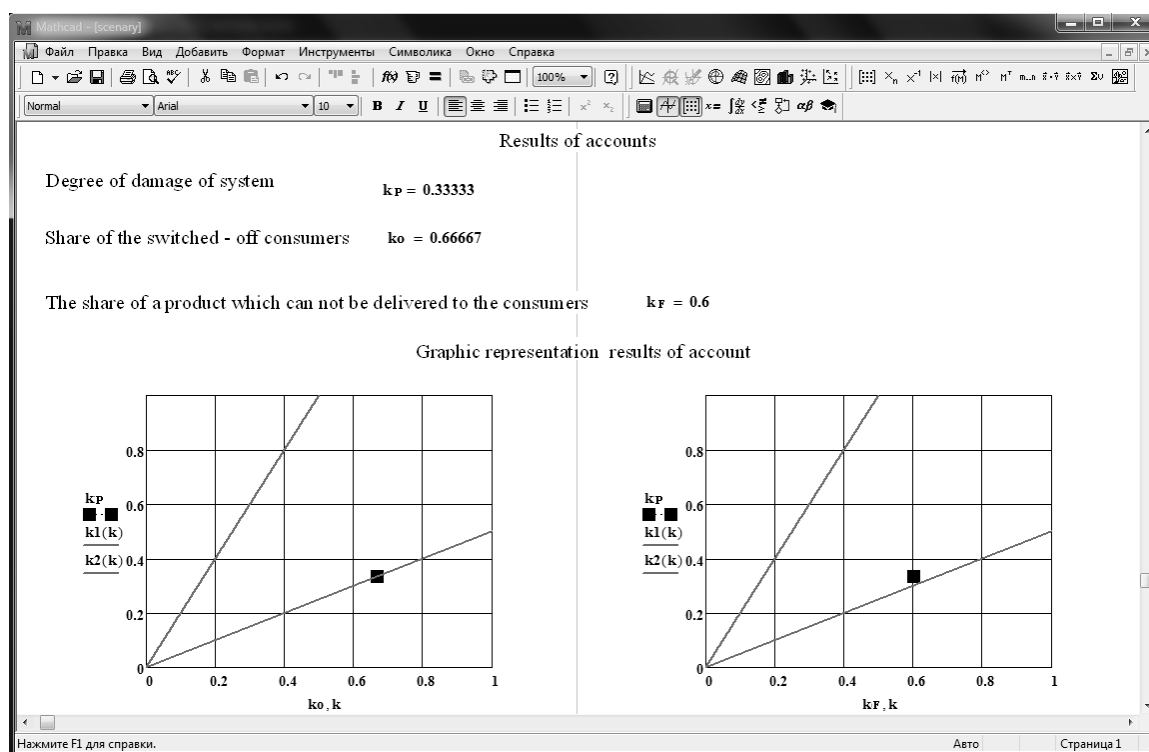 Mathcad - [scenary]
Файл Правка Вид Добавить Формат Инструменты Символика Окно Справка
100%
Normal Arial 10 B I U
Results of accounts
Degree of damage of system kP = 0.33333
Share of the switched - off consumers ko = 0.66667
The share of a product which can not be delivered to the consumers kF = 0.6
Graphic representation results of account
kP
k1(k)
k2(k)
0.8
0.6
0.4
0.2
0
0 0.2 0.4 0.6 0.8 1
ko , k
kP
k1(k)
k2(k)
0.8
0.6
0.4
0.2
0
0 0.2 0.4 0.6 0.8 1
kF , k
Нажмите F1 для справки. Авто Страница 1